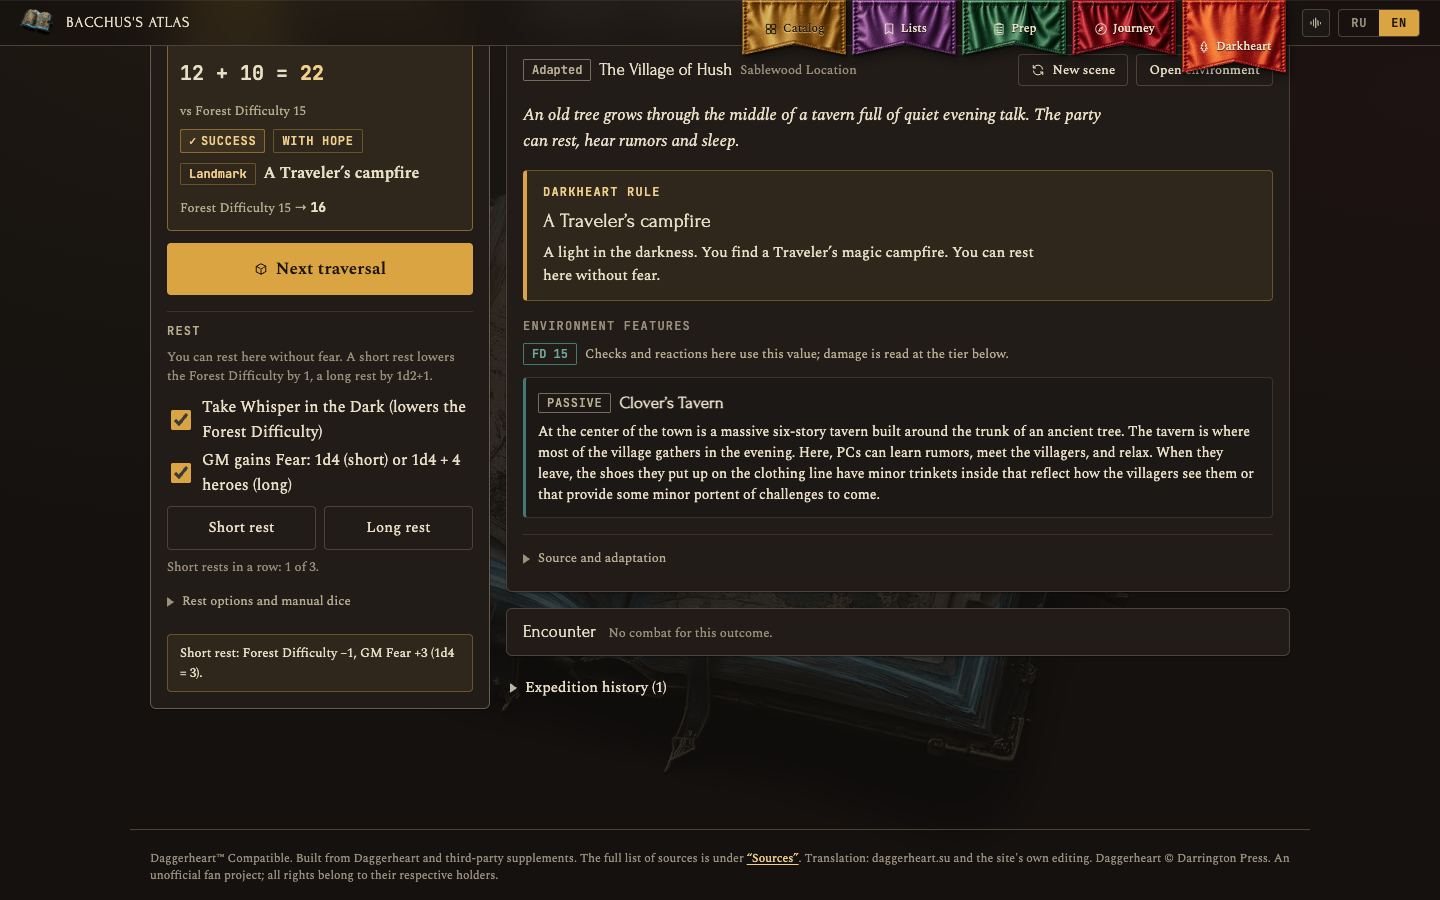 BACCHUS'S ATLAS
Catalog
Lists
Prep
Journey
Darkheart
RU
EN
12 + 10 = 22
vs Forest Difficulty 15
✓ SUCCESS
WITH HOPE
Landmark A Traveler's campfire
Forest Difficulty 15 → 16
Next traversal
REST
You can rest here without fear. A short rest lowers
the Forest Difficulty by 1, a long rest by 1d2+1.
Take Whisper in the Dark (lowers the
Forest Difficulty)
GM gains Fear: 1d4 (short) or 1d4 + 4
heroes (long)
Short rest
Long rest
Short rests in a row: 1 of 3.
Rest options and manual dice
Short rest: Forest Difficulty −1, GM Fear +3 (1d4
= 3).
Adapted The Village of Hush Sablewood Location
New scene
Open environment
An old tree grows through the middle of a tavern full of quiet evening talk. The party
can rest, hear rumors and sleep.
DARKHEART RULE
A Traveler's campfire
A light in the darkness. You find a Traveler's magic campfire. You can rest
here without fear.
ENVIRONMENT FEATURES
FD 15 Checks and reactions here use this value; damage is read at the tier below.
PASSIVE Clover's Tavern
At the center of the town is a massive six-story tavern built around the trunk of an ancient tree. The tavern is where
most of the village gathers in the evening. Here, PCs can learn rumors, meet the villagers, and relax. When they
leave, the shoes they put up on the clothing line have minor trinkets inside that reflect how the villagers see them or
that provide some minor portent of challenges to come.
Source and adaptation
Encounter No combat for this outcome.
Expedition history (1)
Daggerheart™ Compatible. Built from Daggerheart and third-party supplements. The full list of sources is under “Sources”. Translation: daggerheart.su and the site's own editing. Daggerheart © Darrington Press. An
unofficial fan project; all rights belong to their respective holders.